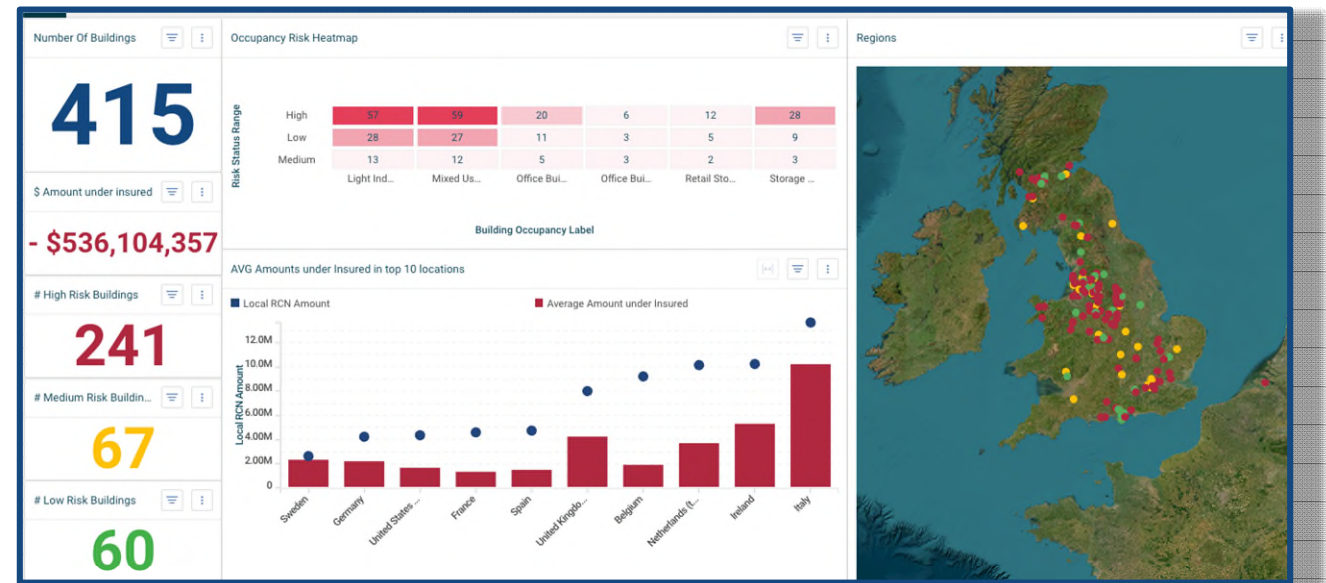 Number Of Buildings
415
$ Amount under insured
- $536,104,357
# High Risk Buildings
241
# Medium Risk Buildin...
67
# Low Risk Buildings
60
Occupancy Risk Heatmap
Risk Status Range
High 57 59 20 6 12 28
Low 28 27 11 3 5 9
Medium 13 12 5 3 2 3
Light Ind... Mixed Us... Office Bui... Office Bui... Retail Sto... Storage ...
Building Occupancy Label
AVG Amounts under Insured in top 10 locations
Local RCN Amount Average Amount under Insured
Local RCN Amount
12.0M
10.0M
8.00M
6.00M
4.00M
2.00M
0
Sweden Germany United States ... France Spain United Kingdo... Belgium Netherlands (t... Ireland Italy
Regions